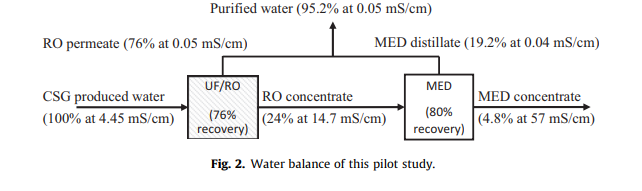 Purified water (95.2% at 0.05 mS/cm)
RO permeate (76% at 0.05 mS/cm)
MED distillate (19.2% at 0.04 mS/cm)
CSG produced water
(100% at 4.45 mS/cm)
UF/RO
(76%
recovery)
RO concentrate
(24% at 14.7 mS/cm)
MED
(80%
recovery)
MED concentrate
(4.8% at 57 mS/cm)
Fig. 2. Water balance of this pilot study.